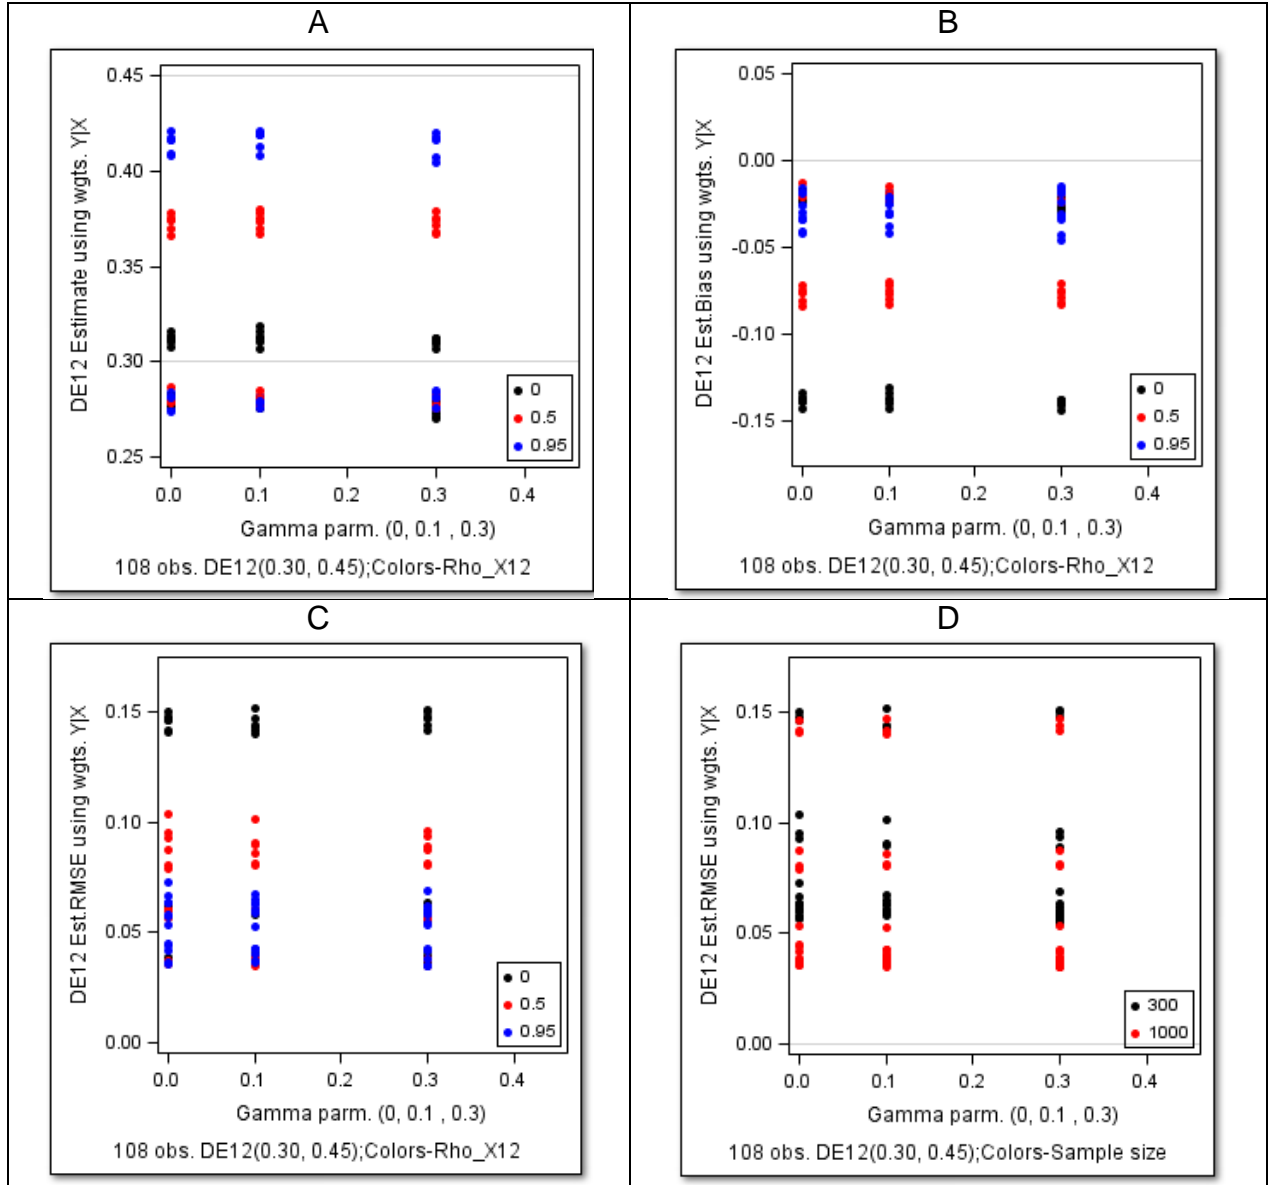 A
DE12 Estimate using wgts. Y|X
0.45
0.40
0.35
0.30
0.25
0.0 0.1 0.2 0.3 0.4
0
0.5
0.95
Gamma parm. (0, 0.1 , 0.3)
108 obs. DE12(0.30, 0.45);Colors-Rho_X12
B
DE12 Est.Bias using wgts. Y|X
0.05
0.00
-0.05
-0.10
-0.15
0.0 0.1 0.2 0.3 0.4
0
0.5
0.95
Gamma parm. (0, 0.1 , 0.3)
108 obs. DE12(0.30, 0.45);Colors-Rho_X12
C
DE12 Est.RMSE using wgts. Y|X
0.15
0.10
0.05
0.00
0.0 0.1 0.2 0.3 0.4
0
0.5
0.95
Gamma parm. (0, 0.1 , 0.3)
108 obs. DE12(0.30, 0.45);Colors-Rho_X12
D
DE12 Est.RMSE using wgts. Y|X
0.15
0.10
0.05
0.00
0.0 0.1 0.2 0.3 0.4
300
1000
Gamma parm. (0, 0.1 , 0.3)
108 obs. DE12(0.30, 0.45);Colors-Sample size